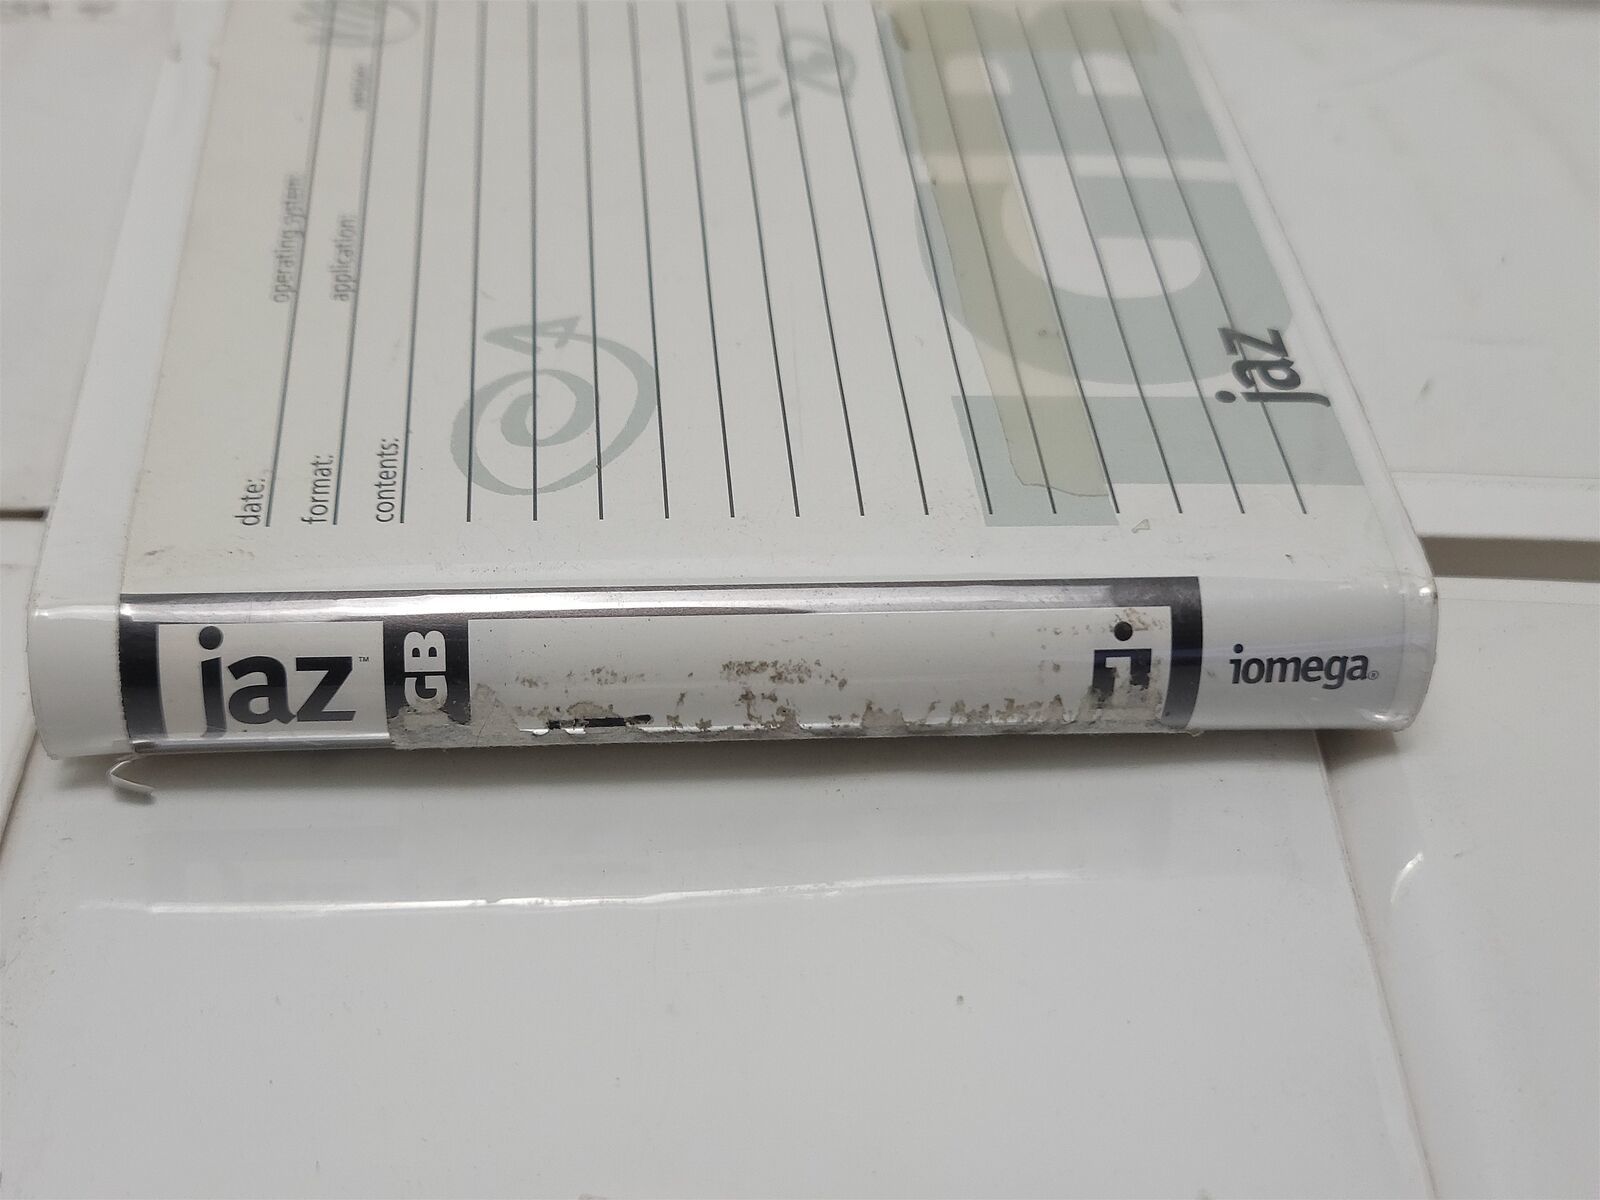 date:
operating system:
format:
application:
version:
contents:
jaz
jaz™
GB
iomega®